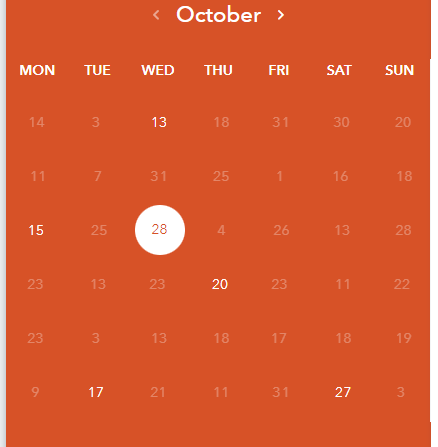 ‹ October ›
MON TUE WED THU FRI SAT SUN
14 3 13 18 31 30 20
11 7 31 25 1 16 18
15 25 28 4 26 13 28
23 13 23 20 23 11 22
23 3 13 18 17 18 19
9 17 21 11 31 27 3